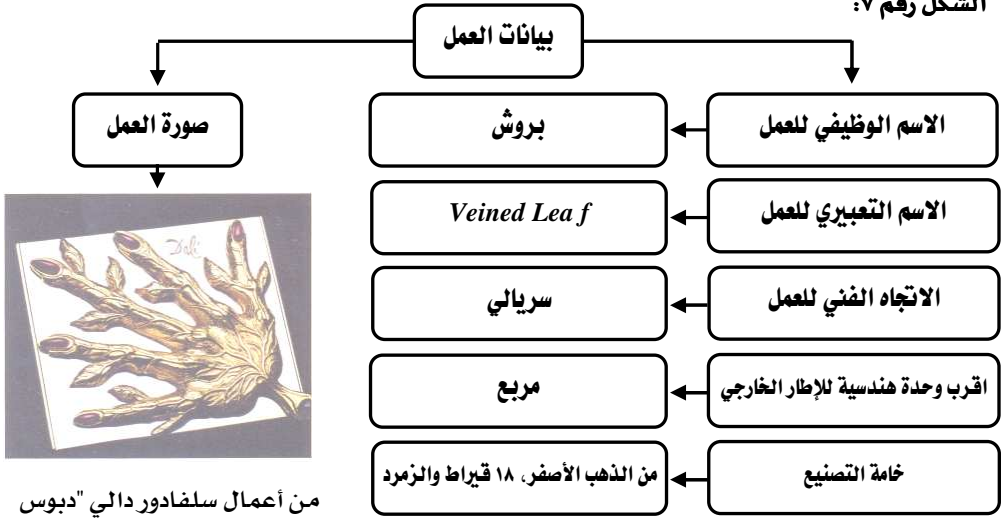 الشكل رقم ٧:
بيانات العمل
الاسم الوظيفي للعمل
بروش
الاسم التعبيري للعمل
Veined Lea f
الاتجاه الفني للعمل
سريالي
اقرب وحدة هندسية للإطار الخارجي
مربع
خامة التصنيع
من الذهب الأصفر، ١٨ قيراط والزمرد
صورة العمل
Dalí
من أعمال سلفادور دالي "دبوس